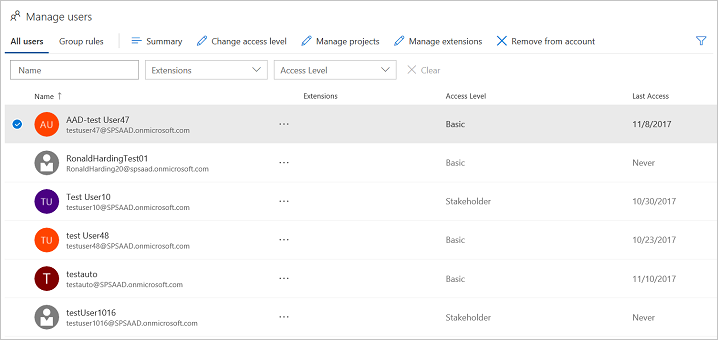 Manage users
All users Group rules Summary Change access level Manage projects Manage extensions Remove from account
Name Extensions Access Level Clear
Name ↑ Extensions Access Level Last Access
AU AAD-test User47 ... Basic 11/8/2017
testuser47@SPSAAD.onmicrosoft.com
RonaldHardingTest01 ... Basic Never
RonaldHarding20@spsaad.onmicrosoft.com
TU Test User10 ... Stakeholder 10/30/2017
testuser10@SPSAAD.onmicrosoft.com
TU test User48 ... Basic 10/23/2017
testuser48@SPSAAD.onmicrosoft.com
T testauto ... Basic 11/10/2017
testauto@SPSAAD.onmicrosoft.com
testUser1016 ... Stakeholder Never
testuser1016@SPSAAD.onmicrosoft.com